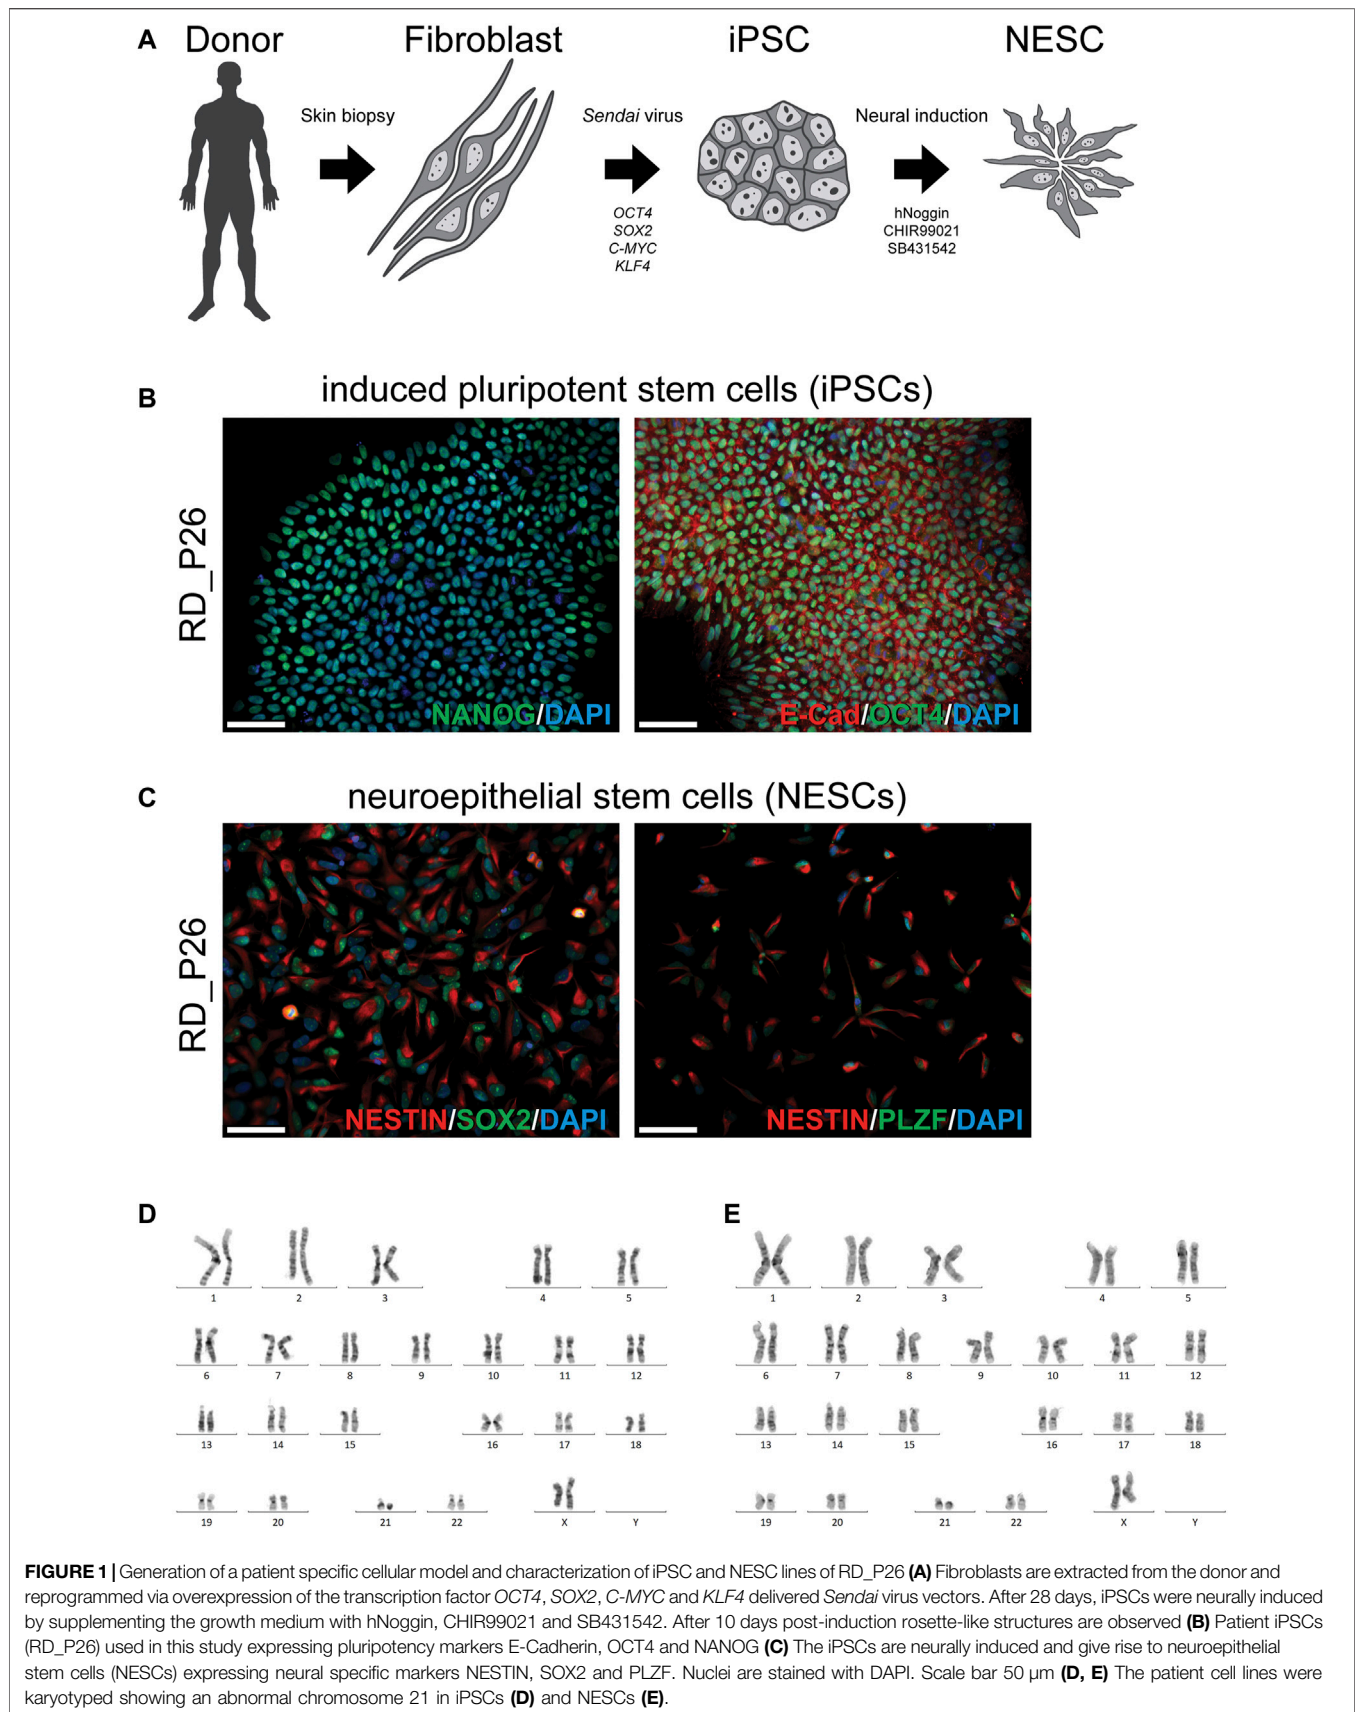 A
Donor
Fibroblast
iPSC
NESC
Skin biopsy
Sendai virus
Neural induction
OCT4
SOX2
C-MYC
KLF4
hNoggin
CHIR99021
SB431542
B
induced pluripotent stem cells (iPSCs)
RD_P26
NANOG/DAPI
E-Cad/OCT4/DAPI
C
neuroepithelial stem cells (NESCs)
RD_P26
NESTIN/SOX2/DAPI
NESTIN/PLZF/DAPI
D
1 2 3 4 5
6 7 8 9 10 11 12
13 14 15 16 17 18
19 20 21 22 X Y
E
1 2 3 4 5
6 7 8 9 10 11 12
13 14 15 16 17 18
19 20 21 22 X Y
FIGURE 1 | Generation of a patient specific cellular model and characterization of iPSC and NESC lines of RD_P26 (A) Fibroblasts are extracted from the donor and
reprogrammed via overexpression of the transcription factor OCT4, SOX2, C-MYC and KLF4 delivered Sendai virus vectors. After 28 days, iPSCs were neurally induced
by supplementing the growth medium with hNoggin, CHIR99021 and SB431542. After 10 days post-induction rosette-like structures are observed (B) Patient iPSCs
(RD_P26) used in this study expressing pluripotency markers E-Cadherin, OCT4 and NANOG (C) The iPSCs are neurally induced and give rise to neuroepithelial
stem cells (NESCs) expressing neural specific markers NESTIN, SOX2 and PLZF. Nuclei are stained with DAPI. Scale bar 50 µm (D, E) The patient cell lines were
karyotyped showing an abnormal chromosome 21 in iPSCs (D) and NESCs (E).